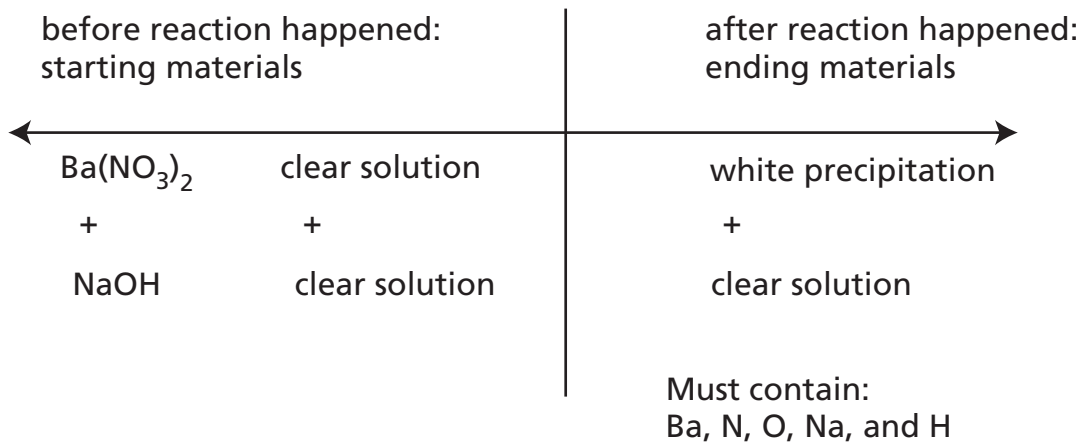 before reaction happened:
starting materials
after reaction happened:
ending materials
Ba(NO₃)₂ clear solution white precipitation
+ + +
NaOH clear solution clear solution
Must contain:
Ba, N, O, Na, and H